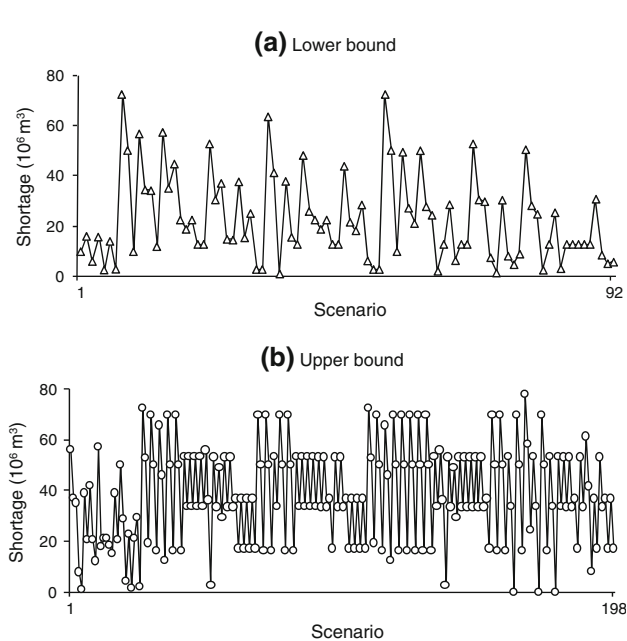 (a) Lower bound
Shortage (10⁶ m³)
80
60
40
20
0
1
92
Scenario
(b) Upper bound
Shortage (10⁶ m³)
80
60
40
20
0
1
198
Scenario